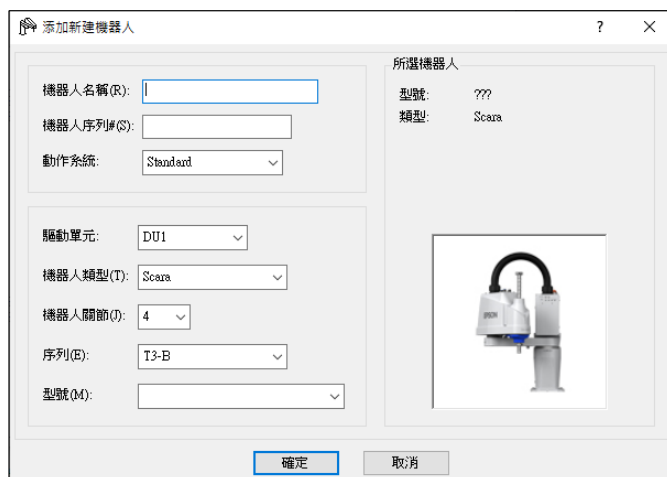 添加新建機器人
?
機器人名稱(R):
機器人序列#(S):
動作系統:
Standard
驅動單元:
DU1
機器人類型(T):
Scara
機器人關節(J):
4
序列(E):
T3-B
型號(M):
所選機器人
型號:
???
類型:
Scara
EPSON
確定
取消